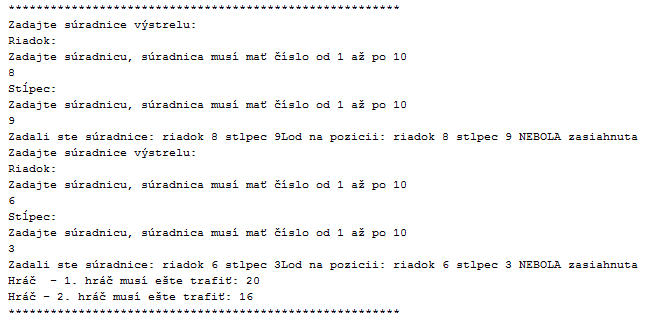 ********************************************************
Zadajte súradnice výstrelu:
Riadok:
Zadajte súradnicu, súradnica musí mať číslo od 1 až po 10
8
Stĺpec:
Zadajte súradnicu, súradnica musí mať číslo od 1 až po 10
9
Zadali ste súradnice: riadok 8 stlpec 9Lod na pozicii: riadok 8 stlpec 9 NEBOLA zasiahnuta
Zadajte súradnice výstrelu:
Riadok:
Zadajte súradnicu, súradnica musí mať číslo od 1 až po 10
6
Stĺpec:
Zadajte súradnicu, súradnica musí mať číslo od 1 až po 10
3
Zadali ste súradnice: riadok 6 stlpec 3Lod na pozicii: riadok 6 stlpec 3 NEBOLA zasiahnuta
Hráč  - 1. hráč musí ešte trafiť: 20
Hráč - 2. hráč musí ešte trafiť: 16
********************************************************